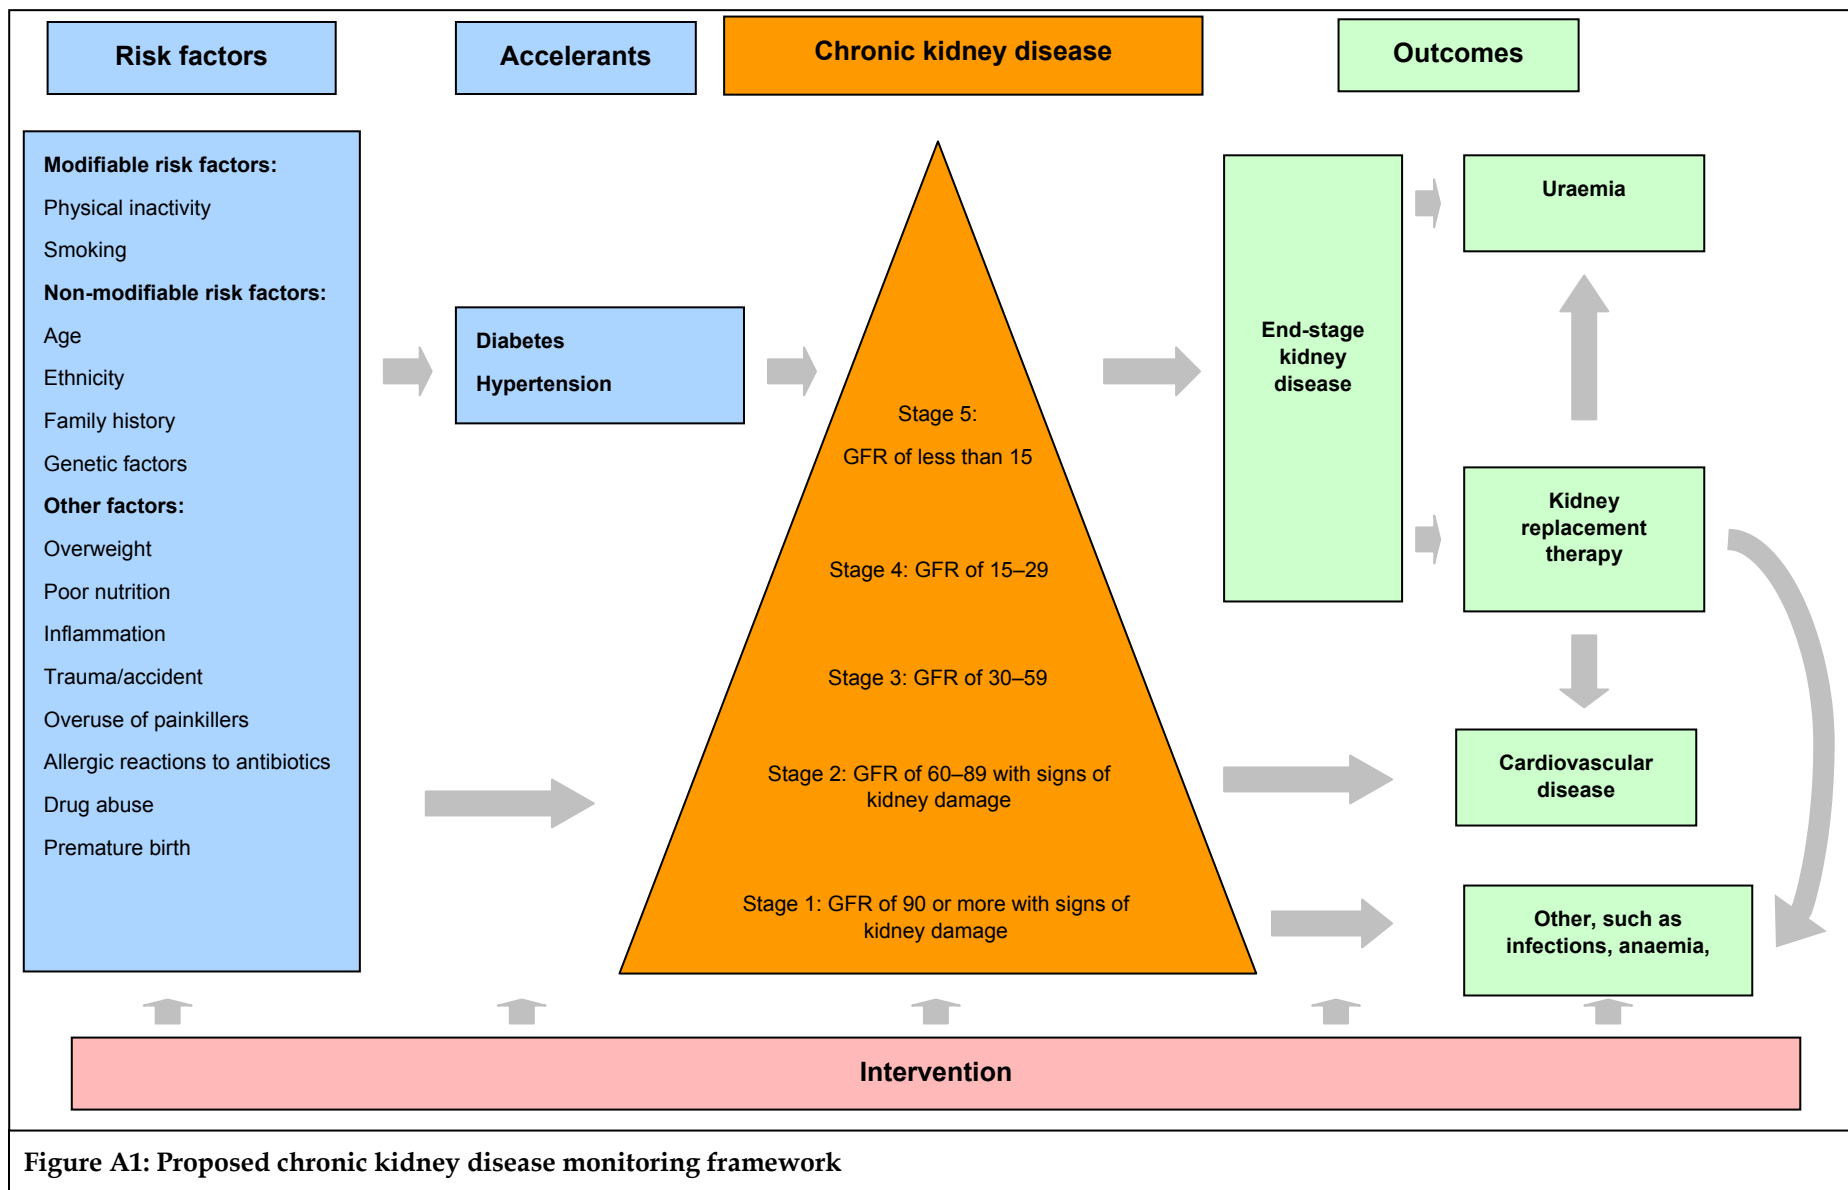 Risk factors
Accelerants
Chronic kidney disease
Outcomes
Modifiable risk factors:
Physical inactivity
Smoking
Non-modifiable risk factors:
Age
Ethnicity
Family history
Genetic factors
Other factors:
Overweight
Poor nutrition
Inflammation
Trauma/accident
Overuse of painkillers
Allergic reactions to antibiotics
Drug abuse
Premature birth
Diabetes
Hypertension
Stage 5:
GFR of less than 15
Stage 4: GFR of 15–29
Stage 3: GFR of 30–59
Stage 2: GFR of 60–89 with signs of
kidney damage
Stage 1: GFR of 90 or more with signs of
kidney damage
End-stage
kidney
disease
Uraemia
Kidney
replacement
therapy
Cardiovascular
disease
Other, such as
infections, anaemia,
Intervention
Figure A1: Proposed chronic kidney disease monitoring framework